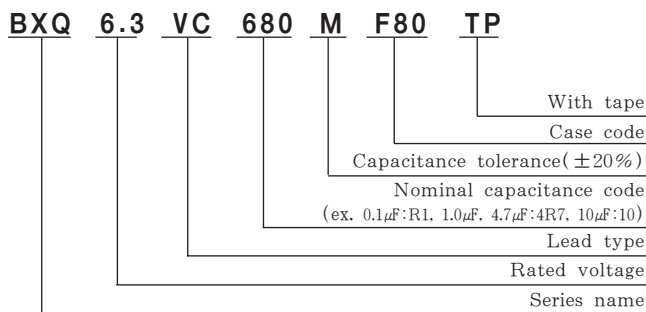 BXQ 6.3 VC 680 M F80 TP
With tape
Case code
Capacitance tolerance(±20%)
Nominal capacitance code
(ex. 0.1μF:R1, 1.0μF, 4.7μF:4R7, 10μF:10)
Lead type
Rated voltage
Series name